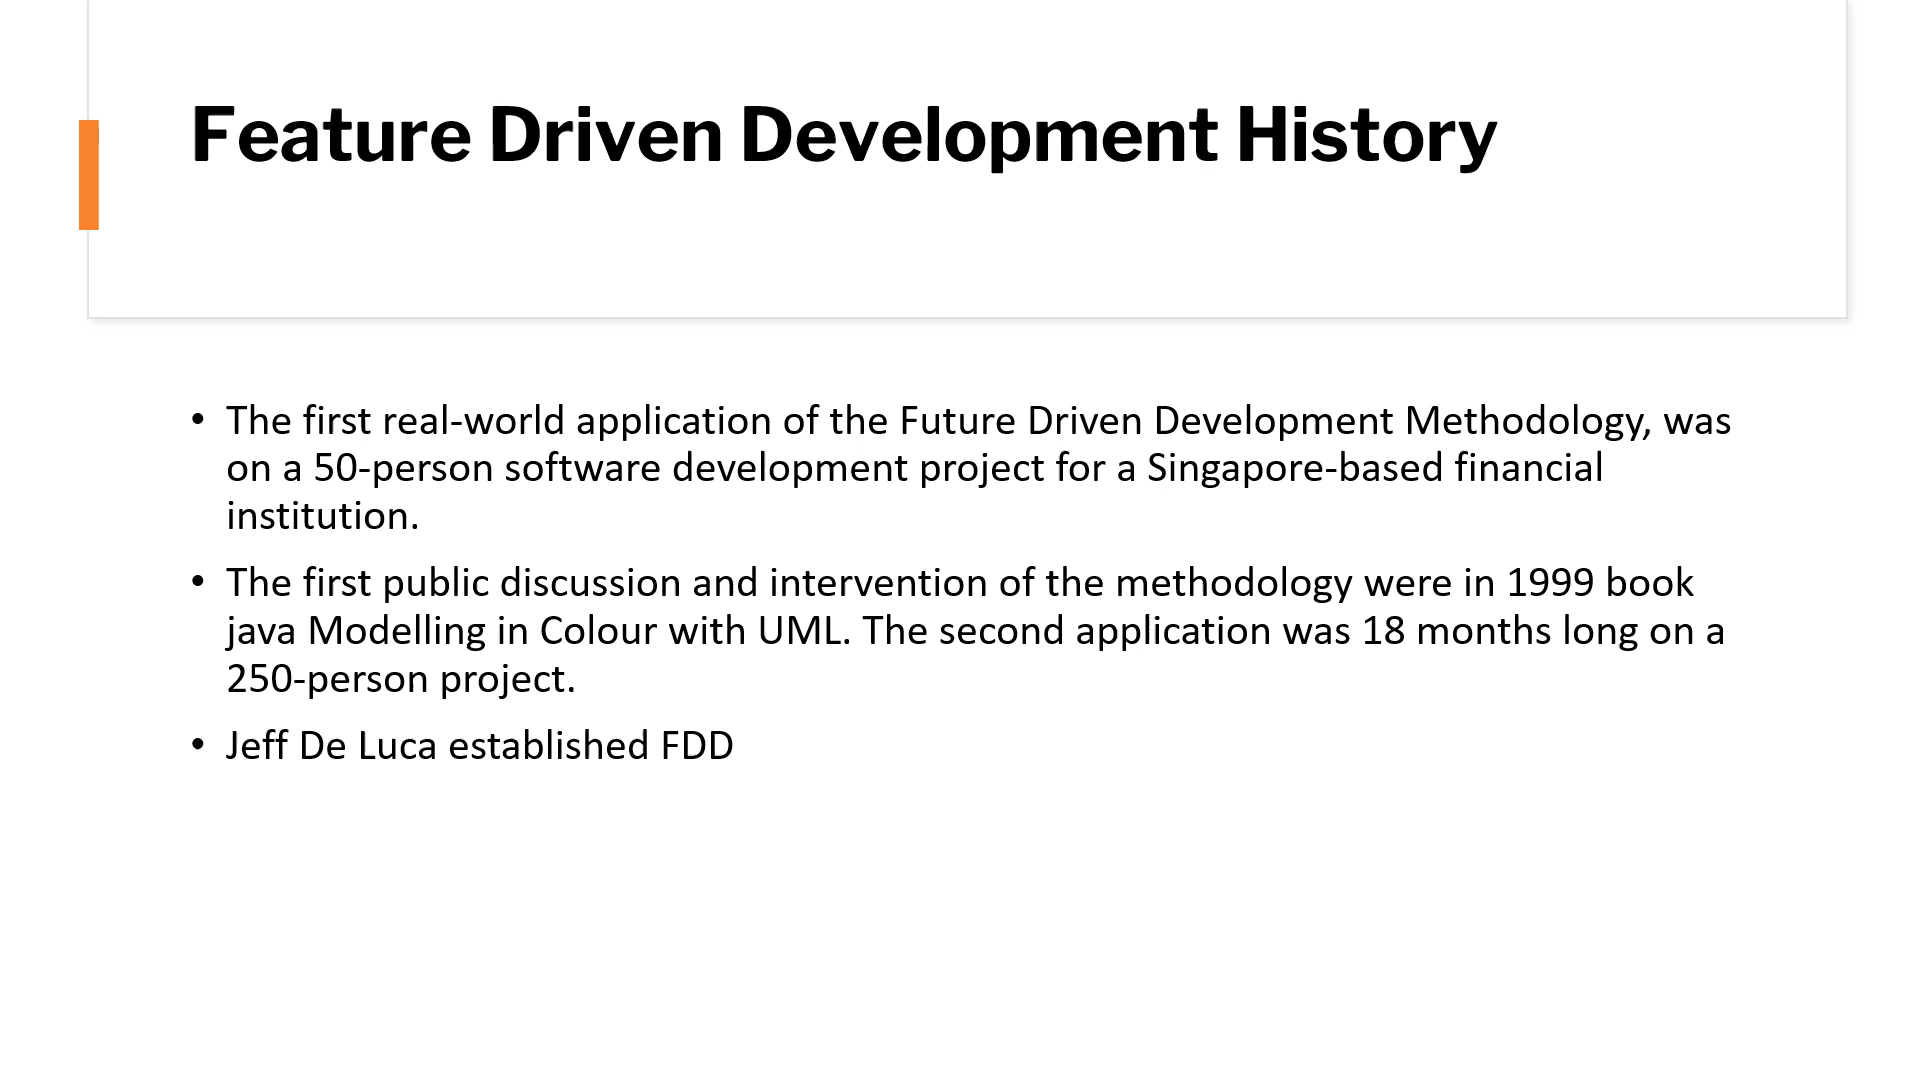 Feature Driven Development History
• The first real-world application of the Future Driven Development Methodology, was
on a 50-person software development project for a Singapore-based financial
institution.
• The first public discussion and intervention of the methodology were in 1999 book
java Modelling in Colour with UML. The second application was 18 months long on a
250-person project.
• Jeff De Luca established FDD